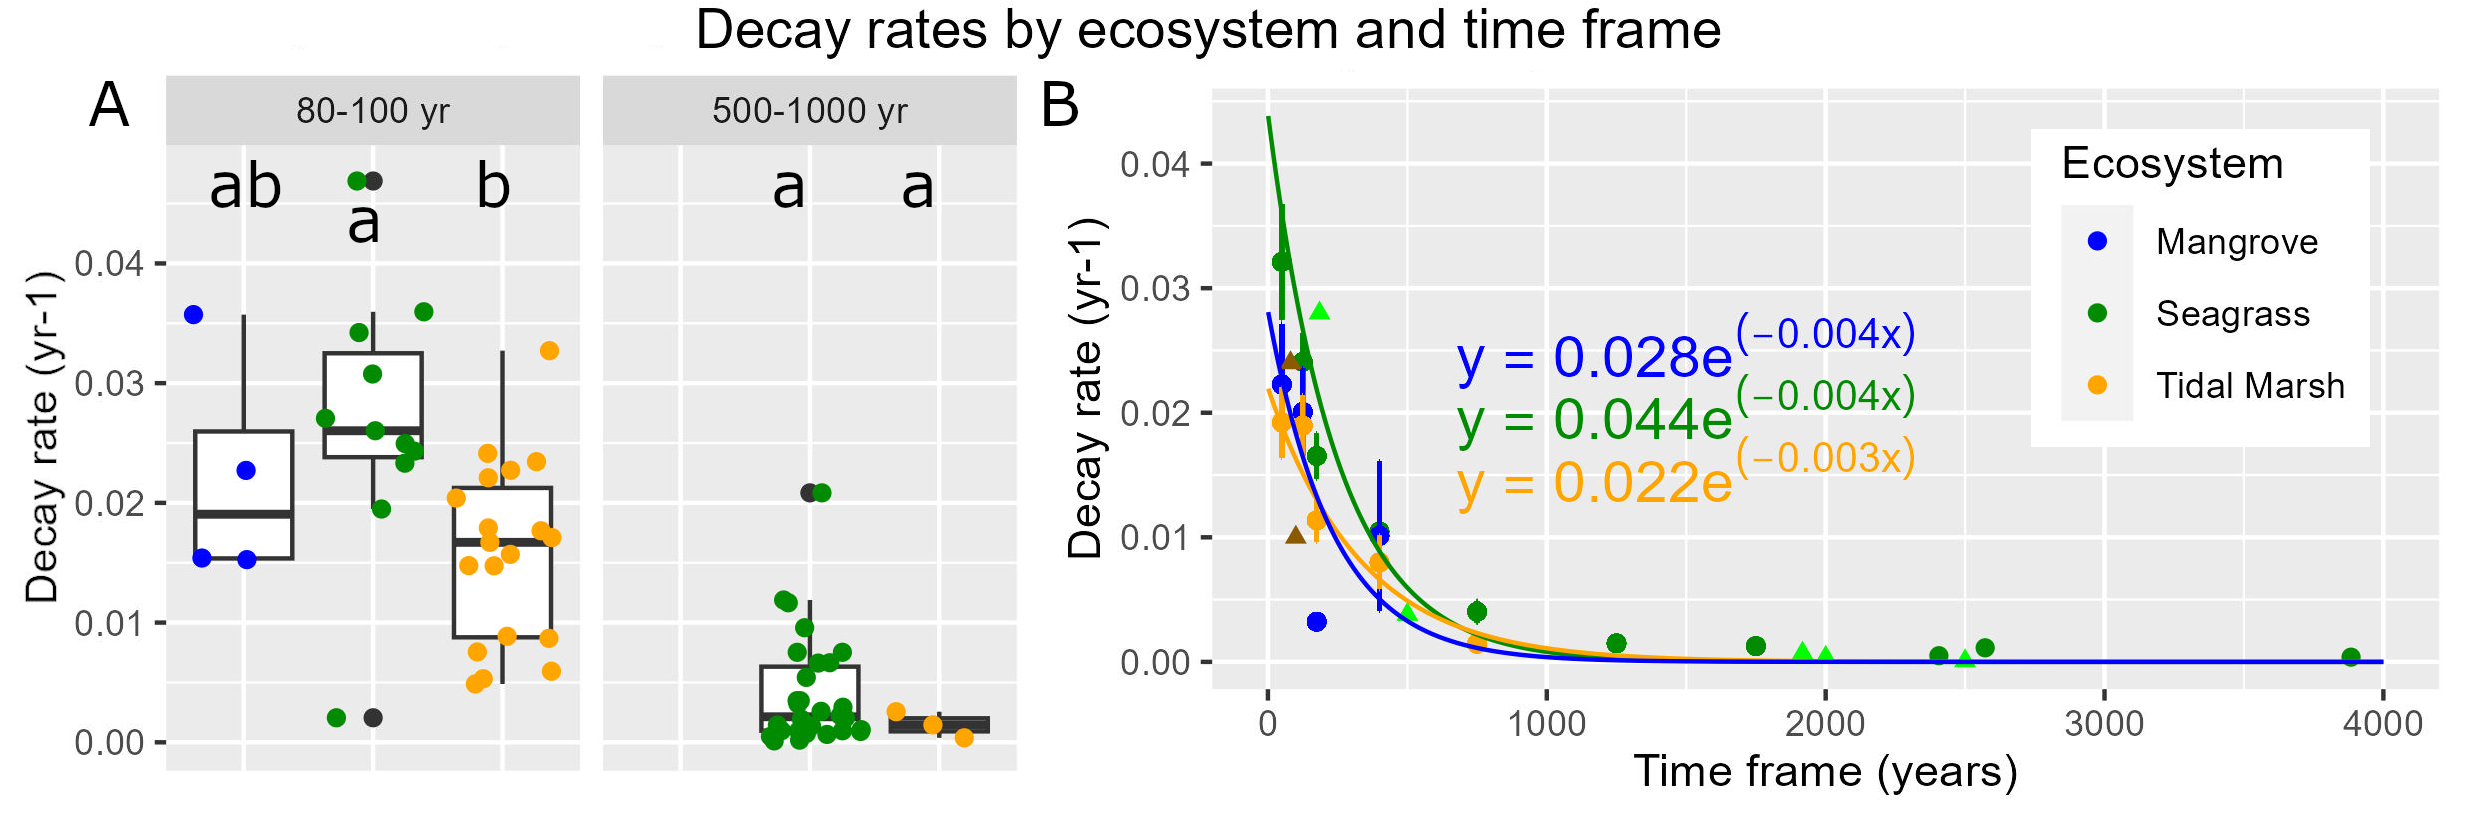 Decay rates by ecosystem and time frame
A
80-100 yr
500-1000 yr
ab
a
b
a
a
Decay rate (yr-1)
0.04
0.03
0.02
0.01
0.00
B
Decay rate (yr-1)
0.04
0.03
0.02
0.01
0.00
y = 0.028e(−0.004x)
y = 0.044e(−0.004x)
y = 0.022e(−0.003x)
Ecosystem
Mangrove
Seagrass
Tidal Marsh
0 1000 2000 3000 4000
Time frame (years)